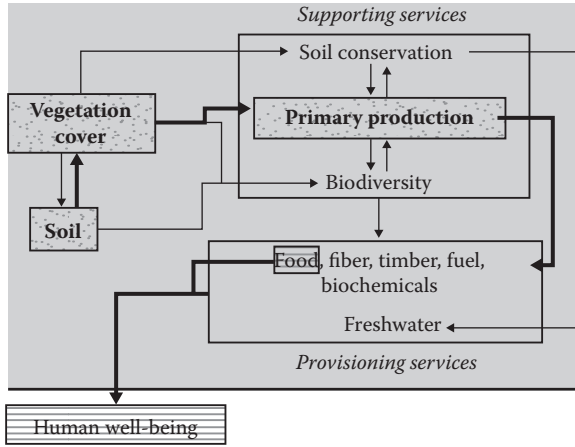 Supporting services
Soil conservation
Vegetation
cover
Primary production
Biodiversity
Soil
Food, fiber, timber, fuel,
biochemicals
Freshwater
Provisioning services
Human well-being